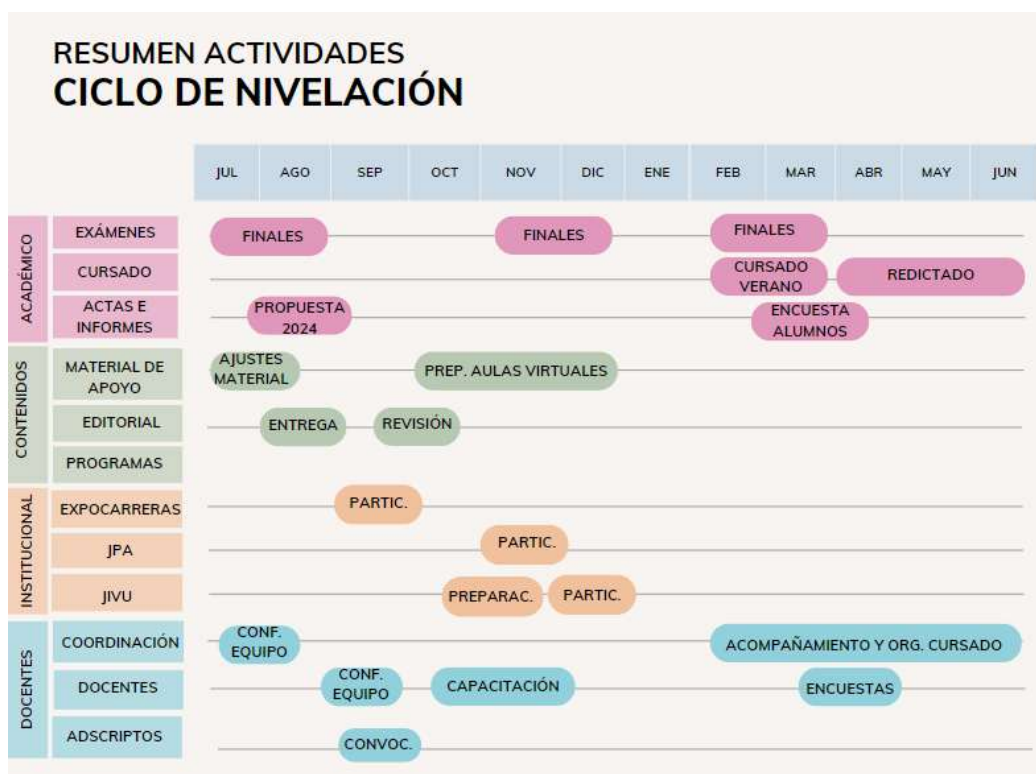 RESUMEN ACTIVIDADES
CICLO DE NIVELACIÓN
JUL AGO SEP OCT NOV DIC ENE FEB MAR ABR MAY JUN
ACADÉMICO
EXÁMENES
FINALES
FINALES
FINALES
CURSADO
CURSADO
VERANO
REDICTADO
ACTAS E
INFORMES
PROPUESTA
2024
ENCUESTA
ALUMNOS
CONTENIDOS
MATERIAL DE
APOYO
AJUSTES
MATERIAL
PREP. AULAS VIRTUALES
EDITORIAL
ENTREGA
REVISIÓN
PROGRAMAS
INSTITUCIONAL
EXPOCARRERAS
PARTIC.
JPA
PARTIC.
JIVU
PREPARAC.
PARTIC.
DOCENTES
COORDINACIÓN
CONF.
EQUIPO
ACOMPAÑAMIENTO Y ORG. CURSADO
DOCENTES
CONF.
EQUIPO
CAPACITACIÓN
ENCUESTAS
ADSCRIPTOS
CONVOC.